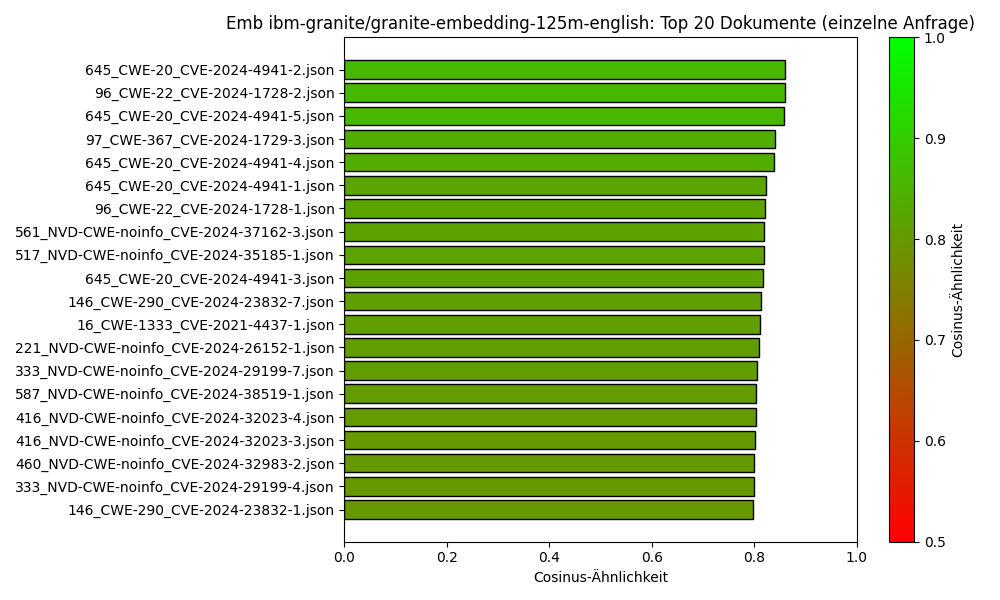 Emb ibm-granite/granite-embedding-125m-english: Top 20 Dokumente (einzelne Anfrage)
645_CWE-20_CVE-2024-4941-2.json
96_CWE-22_CVE-2024-1728-2.json
645_CWE-20_CVE-2024-4941-5.json
97_CWE-367_CVE-2024-1729-3.json
645_CWE-20_CVE-2024-4941-4.json
645_CWE-20_CVE-2024-4941-1.json
96_CWE-22_CVE-2024-1728-1.json
561_NVD-CWE-noinfo_CVE-2024-37162-3.json
517_NVD-CWE-noinfo_CVE-2024-35185-1.json
645_CWE-20_CVE-2024-4941-3.json
146_CWE-290_CVE-2024-23832-7.json
16_CWE-1333_CVE-2021-4437-1.json
221_NVD-CWE-noinfo_CVE-2024-26152-1.json
333_NVD-CWE-noinfo_CVE-2024-29199-7.json
587_NVD-CWE-noinfo_CVE-2024-38519-1.json
416_NVD-CWE-noinfo_CVE-2024-32023-4.json
416_NVD-CWE-noinfo_CVE-2024-32023-3.json
460_NVD-CWE-noinfo_CVE-2024-32983-2.json
333_NVD-CWE-noinfo_CVE-2024-29199-4.json
146_CWE-290_CVE-2024-23832-1.json
0.0 0.2 0.4 0.6 0.8 1.0
Cosinus-Ähnlichkeit
1.0
0.9
0.8
0.7
0.6
0.5
Cosinus-Ähnlichkeit